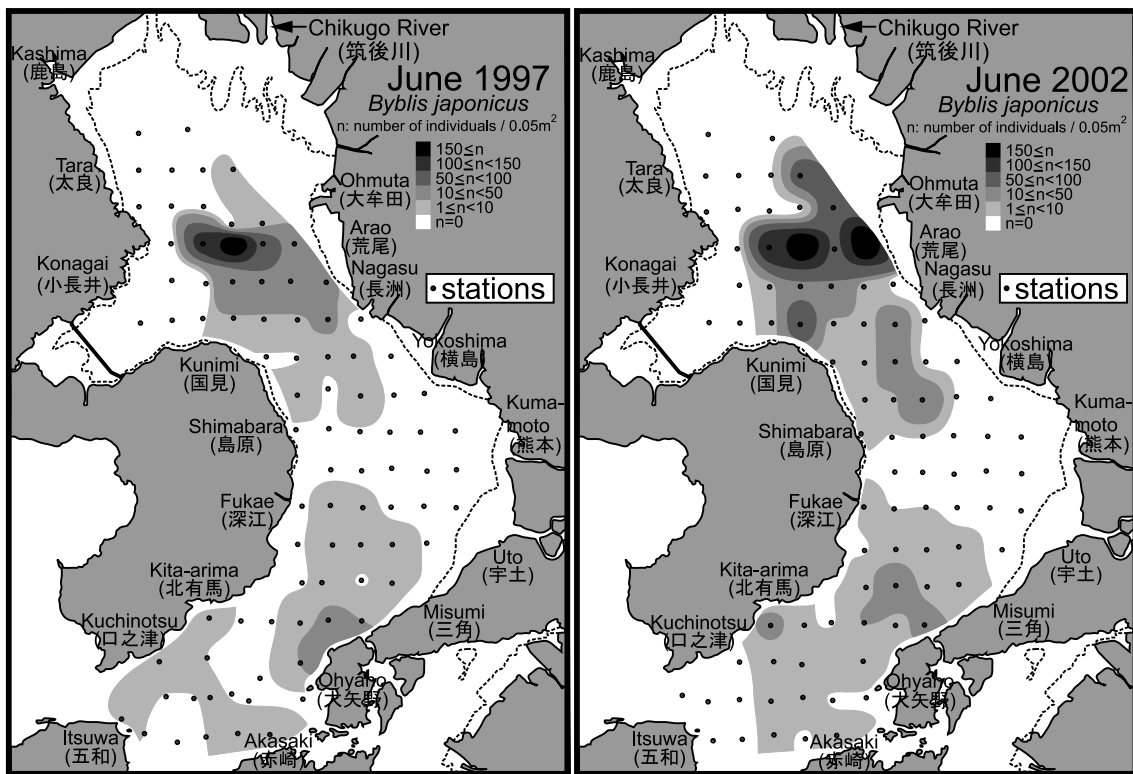 Chikugo River
(筑後川)
Kashima
(鹿島)
June 1997
Byblis japonicus
n: number of individuals / 0.05m²
150≤n
100≤n<150
50≤n<100
10≤n<50
1≤n<10
n=0
Tara
(太良)
Ohmuta
(大牟田)
Arao
(荒尾)
Konagai
(小長井)
Nagasu
(長洲)
stations
Yokoshima
(横島)
Kunimi
(国見)
Kuma-
moto
(熊本)
Shimabara
(島原)
Fukae
(深江)
Uto
(宇土)
Kita-arima
(北有馬)
Misumi
(三角)
Kuchinotsu
(口之津)
Ohyano
(大矢野)
Itsuwa
(五和)
Akasaki
(赤崎)
Chikugo River
(筑後川)
Kashima
(鹿島)
June 2002
Byblis japonicus
n: number of individuals / 0.05m²
150≤n
100≤n<150
50≤n<100
10≤n<50
1≤n<10
n=0
Tara
(太良)
Ohmuta
(大牟田)
Arao
(荒尾)
Konagai
(小長井)
Nagasu
(長洲)
stations
Yokoshima
(横島)
Kunimi
(国見)
Kuma-
moto
(熊本)
Shimabara
(島原)
Fukae
(深江)
Uto
(宇土)
Kita-arima
(北有馬)
Misumi
(三角)
Kuchinotsu
(口之津)
Ohyano
(大矢野)
Itsuwa
(五和)
Akasaki
(赤崎)